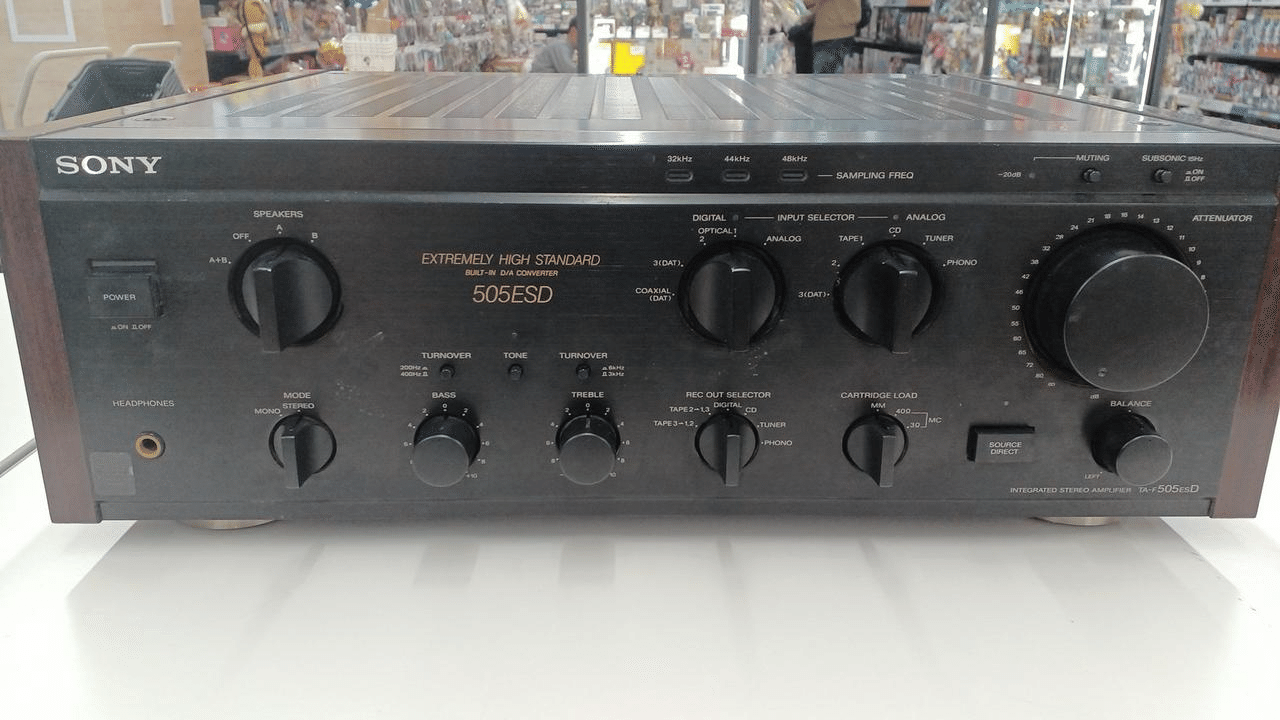 SONY
32kHz 44kHz 48kHz
SAMPLING FREQ
MUTING
-20dB
SUBSONIC 15Hz
ON
OFF
SPEAKERS
OFF A B
A+B
POWER
ON OFF
EXTREMELY HIGH STANDARD
BUILT-IN D/A CONVERTER
505ESD
DIGITAL INPUT SELECTOR ANALOG
OPTICAL 1
2 ANALOG
3(DAT)
COAXIAL
(DAT)
CD
TAPE1 TUNER
2 PHONO
3(DAT)
ATTENUATOR
dB
TURNOVER TONE TURNOVER
200Hz
400Hz
6kHz
3kHz
HEADPHONES
MODE
MONO STEREO
BASS
TREBLE
REC OUT SELECTOR
DIGITAL
TAPE 2→1,3 CD
TAPE 3→1,2 TUNER
PHONO
CARTRIDGE LOAD
MM
40Ω
3Ω
MC
SOURCE
DIRECT
BALANCE
LEFT
INTEGRATED STEREO AMPLIFIER TA-F505ESD